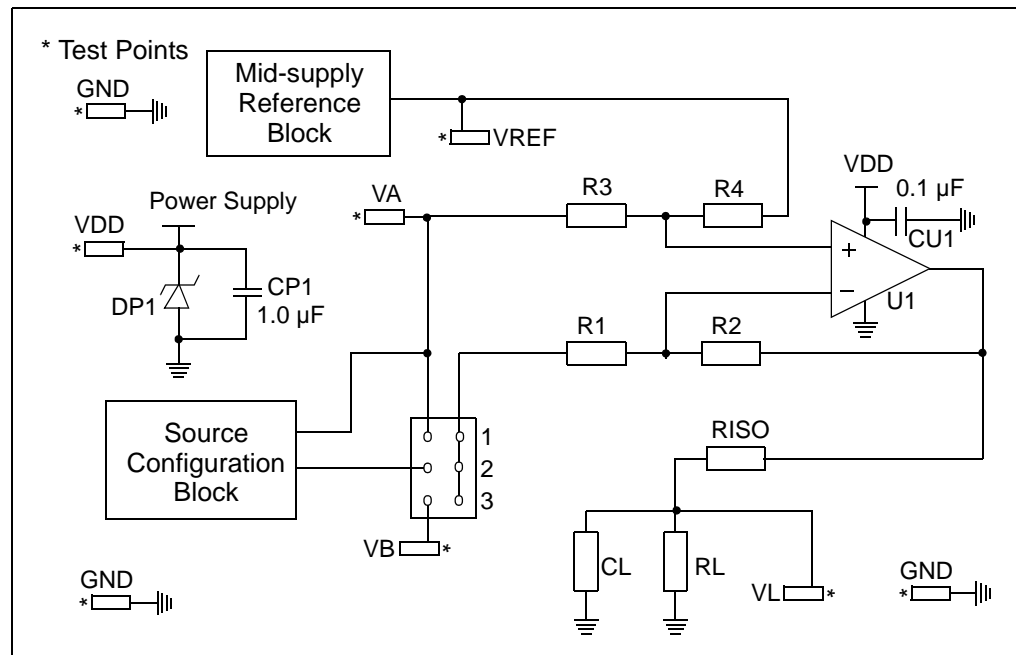 * Test Points
GND
*
Mid-supply
Reference
Block
* VREF
VDD
0.1 µF
CU1
R3
R4
VA
*
Power Supply
VDD
*
DP1
CP1
1.0 µF
+
−
U1
R1
R2
Source
Configuration
Block
1
2
3
RISO
VB *
CL
RL
VL *
GND
*
GND
*